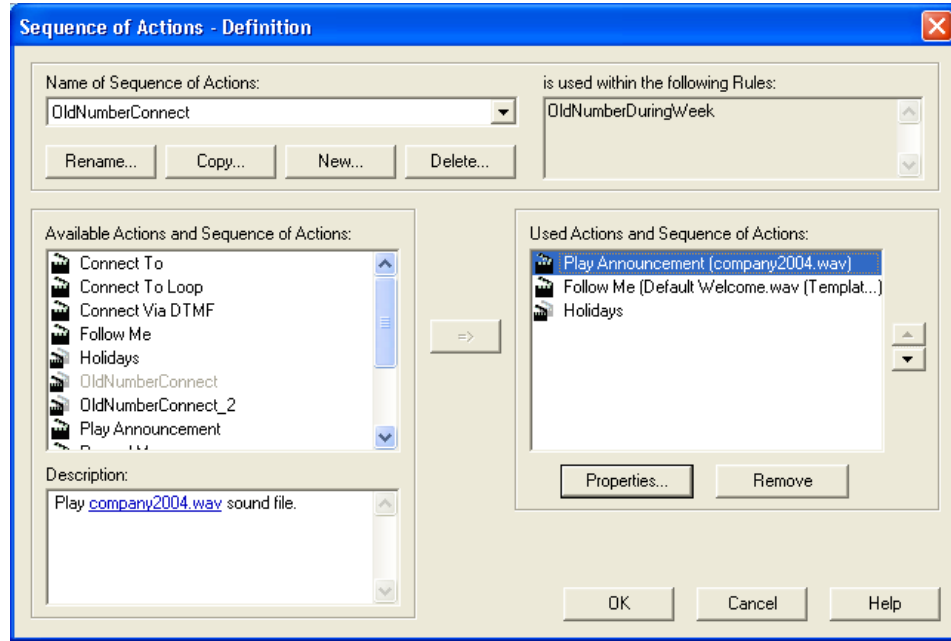 Sequence of Actions - Definition
Name of Sequence of Actions:
OldNumberConnect
Rename...
Copy...
New...
Delete...
is used within the following Rules:
OldNumberDuringWeek
Available Actions and Sequence of Actions:
Connect To
Connect To Loop
Connect Via DTMF
Follow Me
Holidays
OldNumberConnect
OldNumberConnect_2
Play Announcement
=>
Description:
Play company2004.wav sound file.
Used Actions and Sequence of Actions:
Play Announcement (company2004.wav)
Follow Me (Default Welcome.wav (Templat...)
Holidays
Properties...
Remove
OK
Cancel
Help